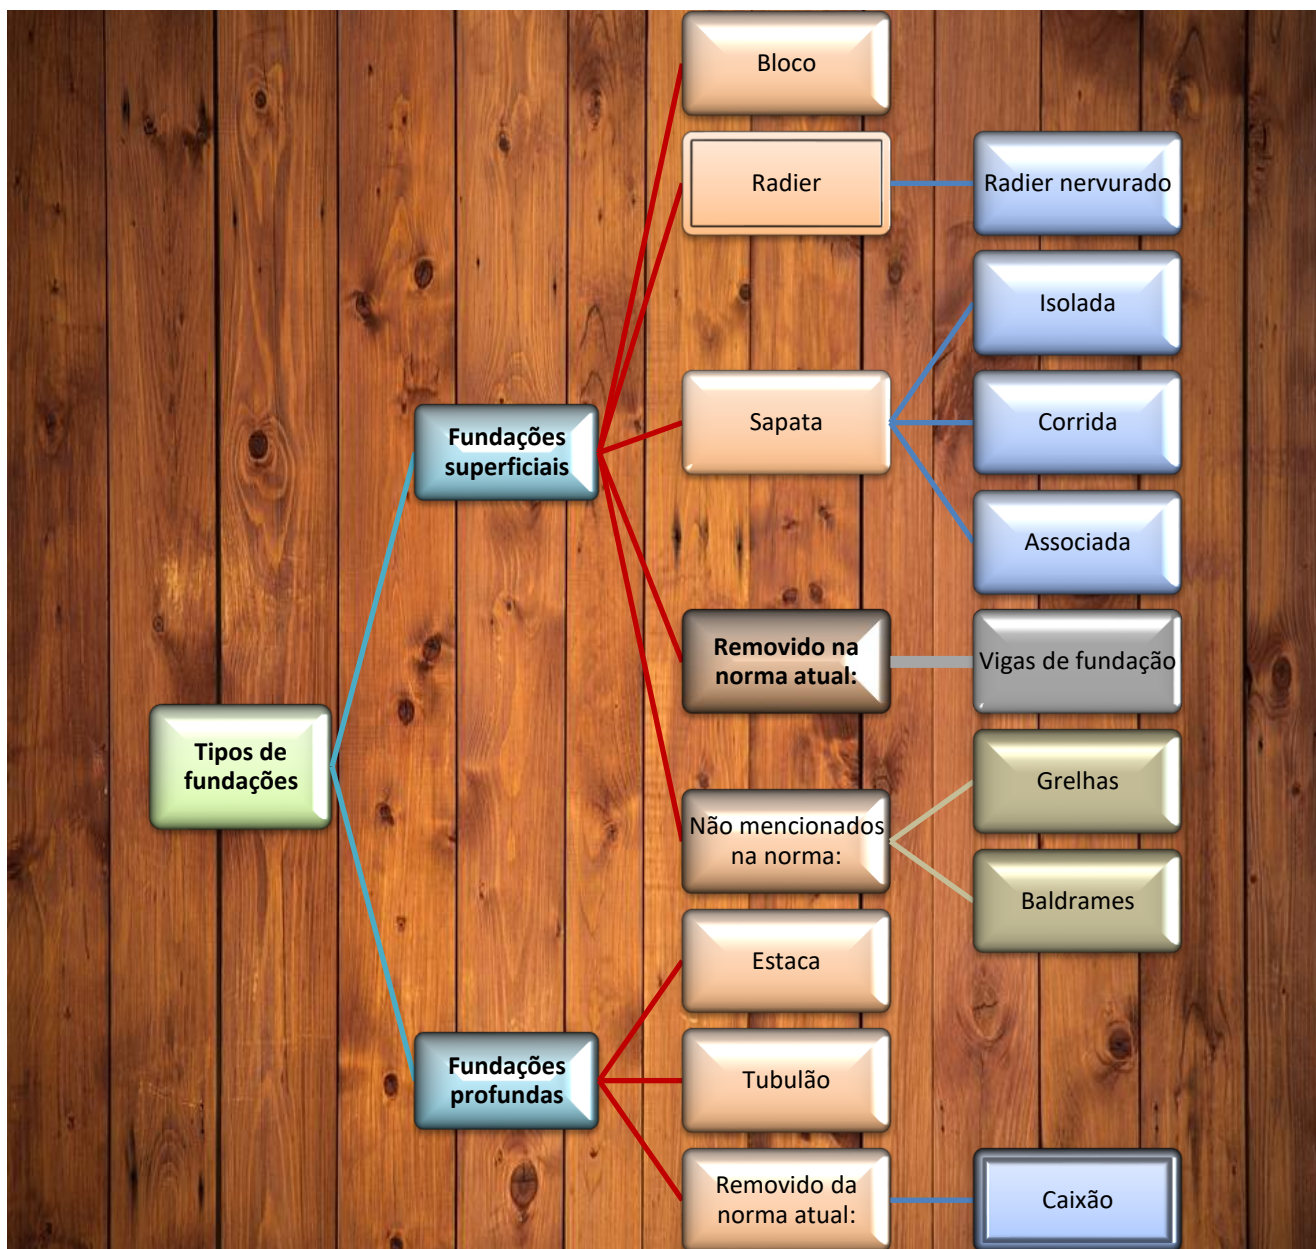 Bloco
Radier
Radier nervurado
Isolada
Fundações
superficiais
Sapata
Corrida
Associada
Removido na
norma atual:
Vigas de fundação
Tipos de
fundações
Grelhas
Não mencionados
na norma:
Baldrames
Estaca
Fundações
profundas
Tubulão
Removido da
norma atual:
Caixão